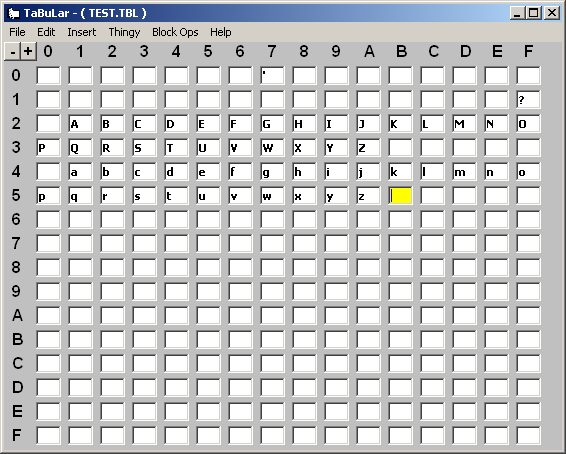 TaBuLar - ( TEST.TBL )
File Edit Insert Thingy Block Ops Help
- + 0 1 2 3 4 5 6 7 8 9 A B C D E F
0 '
1 ?
2 A B C D E F G H I J K L M N O
3 P Q R S T U V W X Y Z
4 a b c d e f g h i j k l m n o
5 p q r s t u v w x y z
6
7
8
9
A
B
C
D
E
F